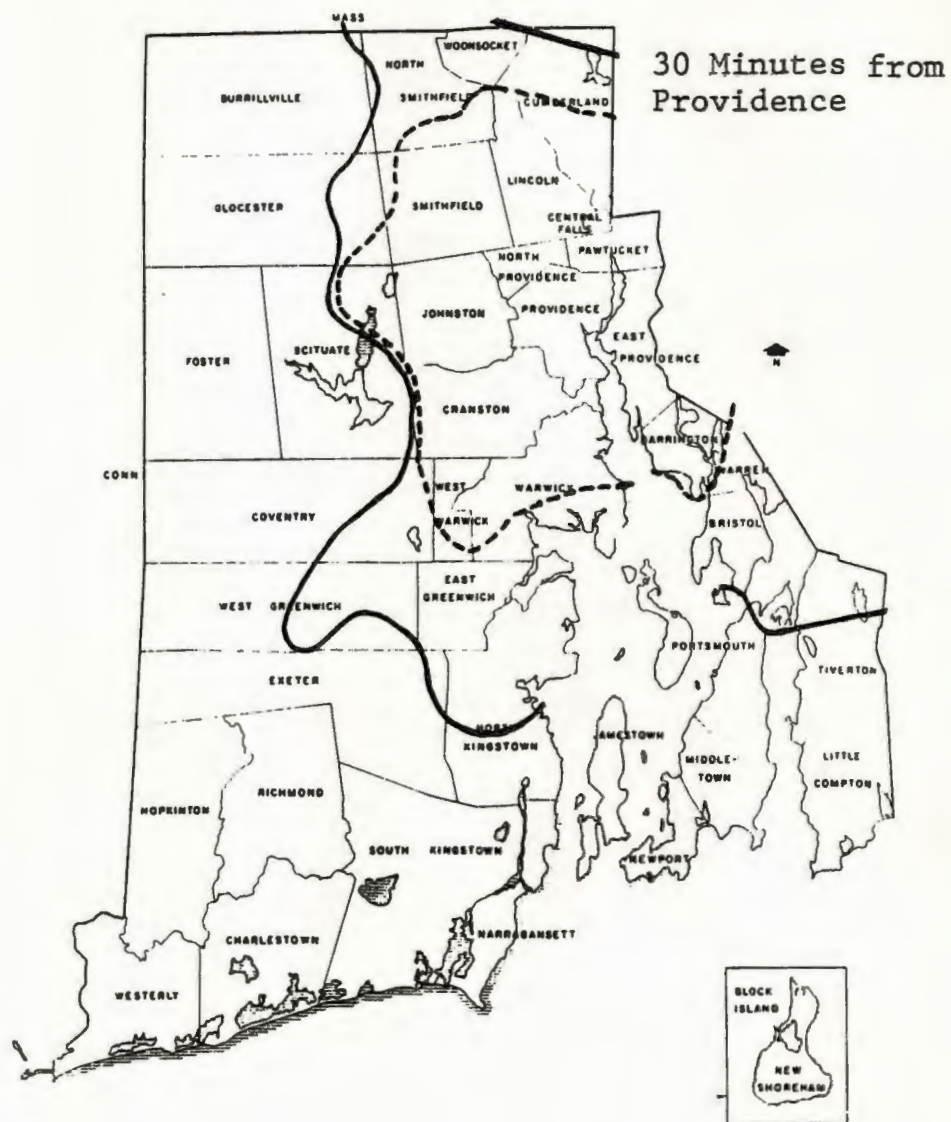 MASS
WOONSOCKET
NORTH
SMITHFIELD
BURRILLVILLE
CUMBERLAND
30 Minutes from
Providence
GLOCESTER
SMITHFIELD
LINCOLN
CENTRAL
FALLS
PAWTUCKET
NORTH
PROVIDENCE
JOHNSTON
PROVIDENCE
EAST
PROVIDENCE
FOSTER
SCITUATE
N
CRANSTON
BARRINGTON
WARREN
CONN
WEST
WARWICK
WARWICK
COVENTRY
BRISTOL
EAST
GREENWICH
WEST GREENWICH
PORTSMOUTH
TIVERTON
EXETER
NORTH
KINGSTOWN
JAMESTOWN
MIDDLE-
TOWN
LITTLE
COMPTON
HOPKINTON
RICHMOND
SOUTH KINGSTOWN
NEWPORT
CHARLESTOWN
NARRAGANSETT
WESTERLY
BLOCK
ISLAND
NEW
SHOREHAM